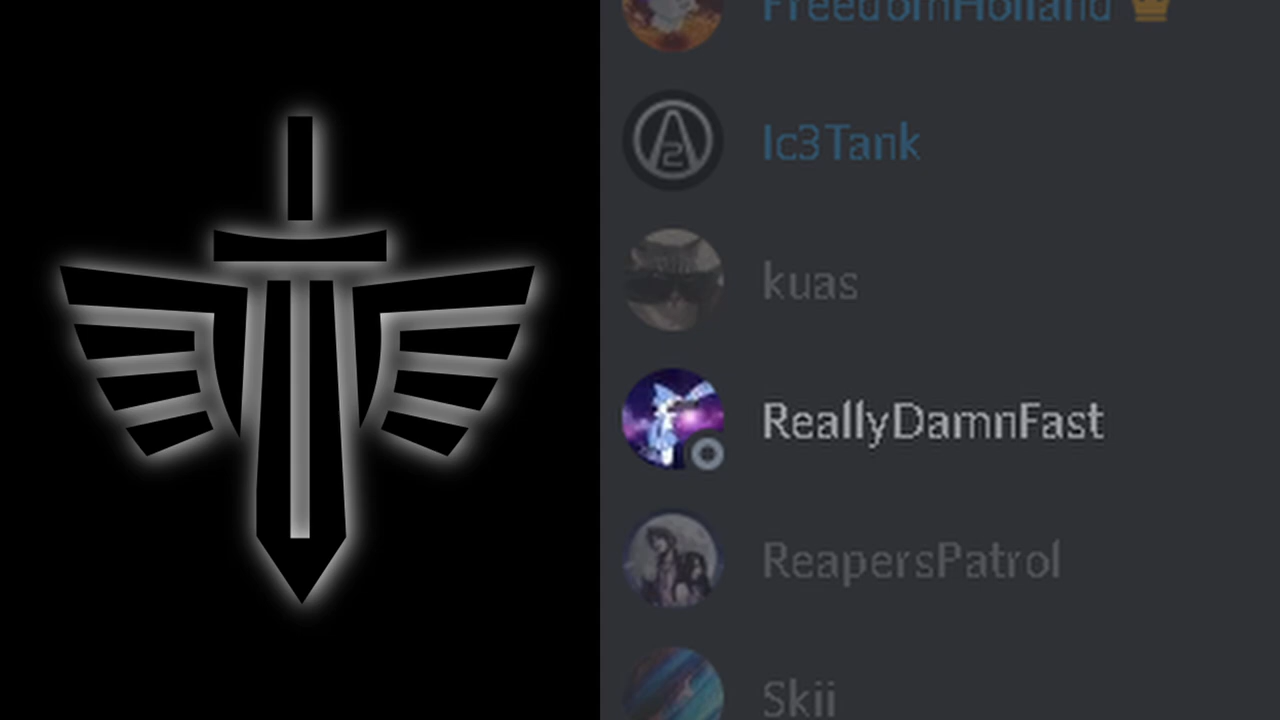 FreedomHolland
Ic3Tank
kuas
ReallyDamnFast
ReapersPatrol
Skii